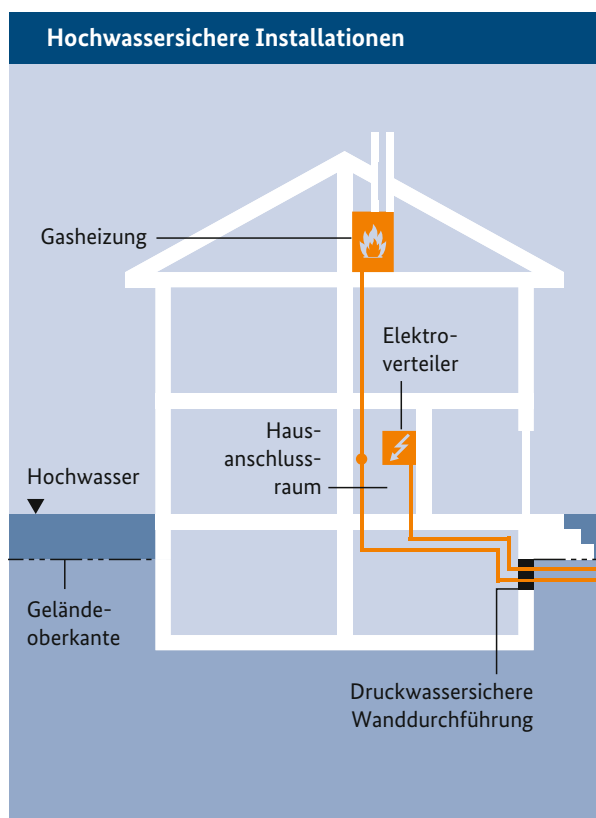 Hochwassersichere Installationen
Gasheizung
Elektro-
verteiler
Haus-
anschluss-
raum
Hochwasser
Gelände-
oberkante
Druckwassersichere
Wanddurchführung